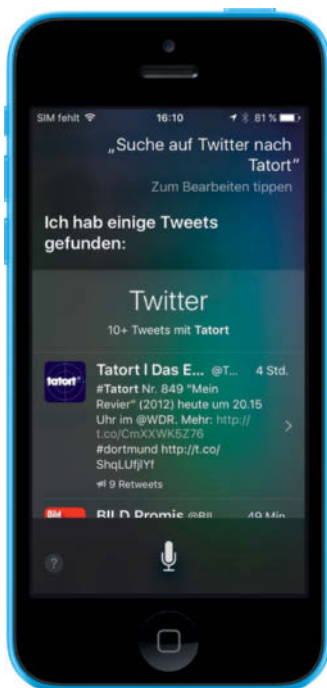 SIM fehlt 16:10 81 %
„Suche auf Twitter nach
Tatort“
Zum Bearbeiten tippen
Ich hab einige Tweets
gefunden:
Twitter
10+ Tweets mit Tatort
tatort
Tatort I Das E... @T... 4 Std.
#Tatort Nr. 849 "Mein
Revier" (2012) heute um 20.15
Uhr im @WDR. Mehr: http://
t.co/CmXXWK5Z76
#dortmund http://t.co/
ShqLUfjlYf
9 Retweets
Bild BILD Promis @BIL... 49 Min.
?